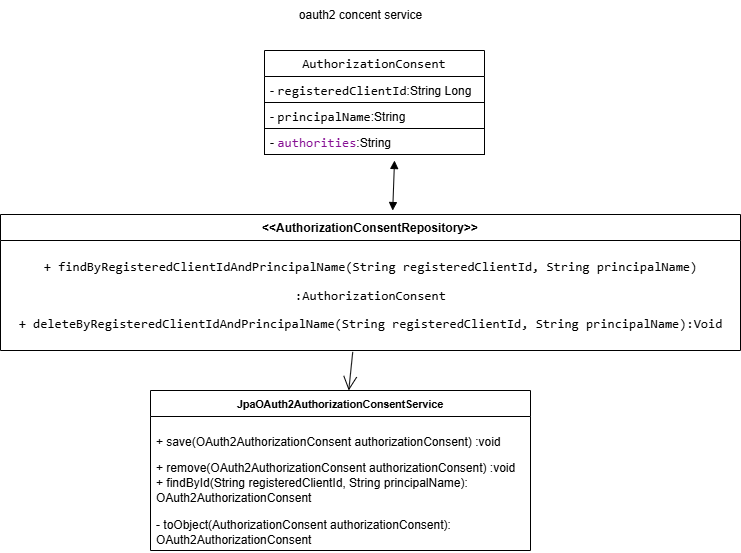 oauth2 concent service
AuthorizationConsent
- registeredClientId:String Long
- principalName:String
- authorities:String
<<AuthorizationConsentRepository>>
+ findByRegisteredClientIdAndPrincipalName(String registeredClientId, String principalName)
:AuthorizationConsent
+ deleteByRegisteredClientIdAndPrincipalName(String registeredClientId, String principalName):Void
JpaOAuth2AuthorizationConsentService
+ save(OAuth2AuthorizationConsent authorizationConsent) :void
+ remove(OAuth2AuthorizationConsent authorizationConsent) :void
+ findById(String registeredClientId, String principalName):
OAuth2AuthorizationConsent
- toObject(AuthorizationConsent authorizationConsent):
OAuth2AuthorizationConsent